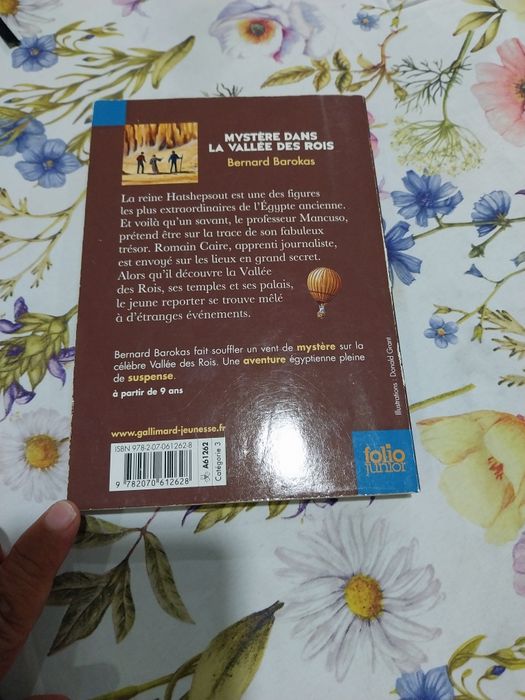 MYSTÈRE DANS
LA VALLÉE DES ROIS
Bernard Barokas
La reine Hatshepsout est une des figures
les plus extraordinaires de l'Égypte ancienne.
Et voilà qu'un savant, le professeur Mancuso,
prétend être sur la trace de son fabuleux
trésor. Romain Caire, apprenti journaliste,
est envoyé sur les lieux en grand secret.
Alors qu'il découvre la Vallée
des Rois, ses temples et ses palais,
le jeune reporter se trouve mêlé
à d'étranges événements.
Bernard Barokas fait souffler un vent de mystère sur la
célèbre Vallée des Rois. Une aventure égyptienne pleine
de suspense.
à partir de 9 ans
Illustrations : Donald Grant
www.gallimard-jeunesse.fr
ISBN 978-2-07-061262-8
9 782070 612628
A61262
Catégorie 3
folio
junior